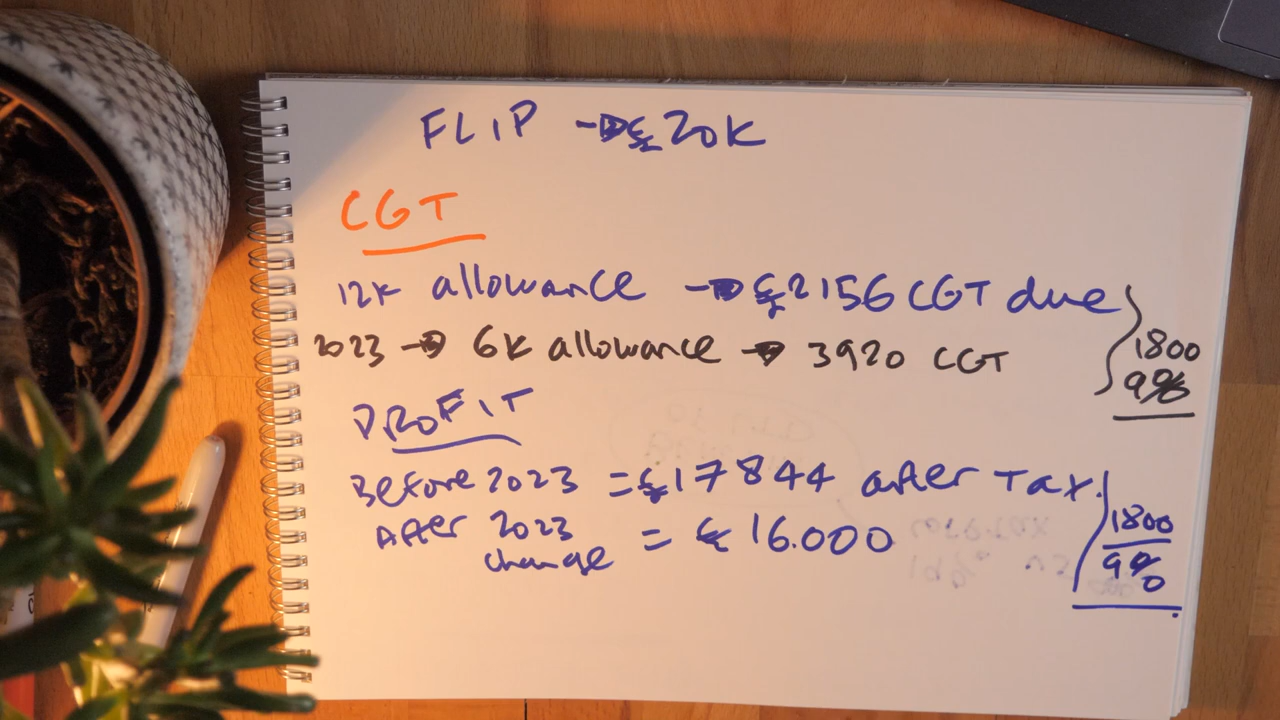 FLIP → £20K
CGT
12K allowance → £2156 CGT due
2023 → 6K allowance → 3920 CGT
1800
9%
PROFIT
Before 2023 = £17844 after Tax.
After 2023 change = £16.000
1800
9%